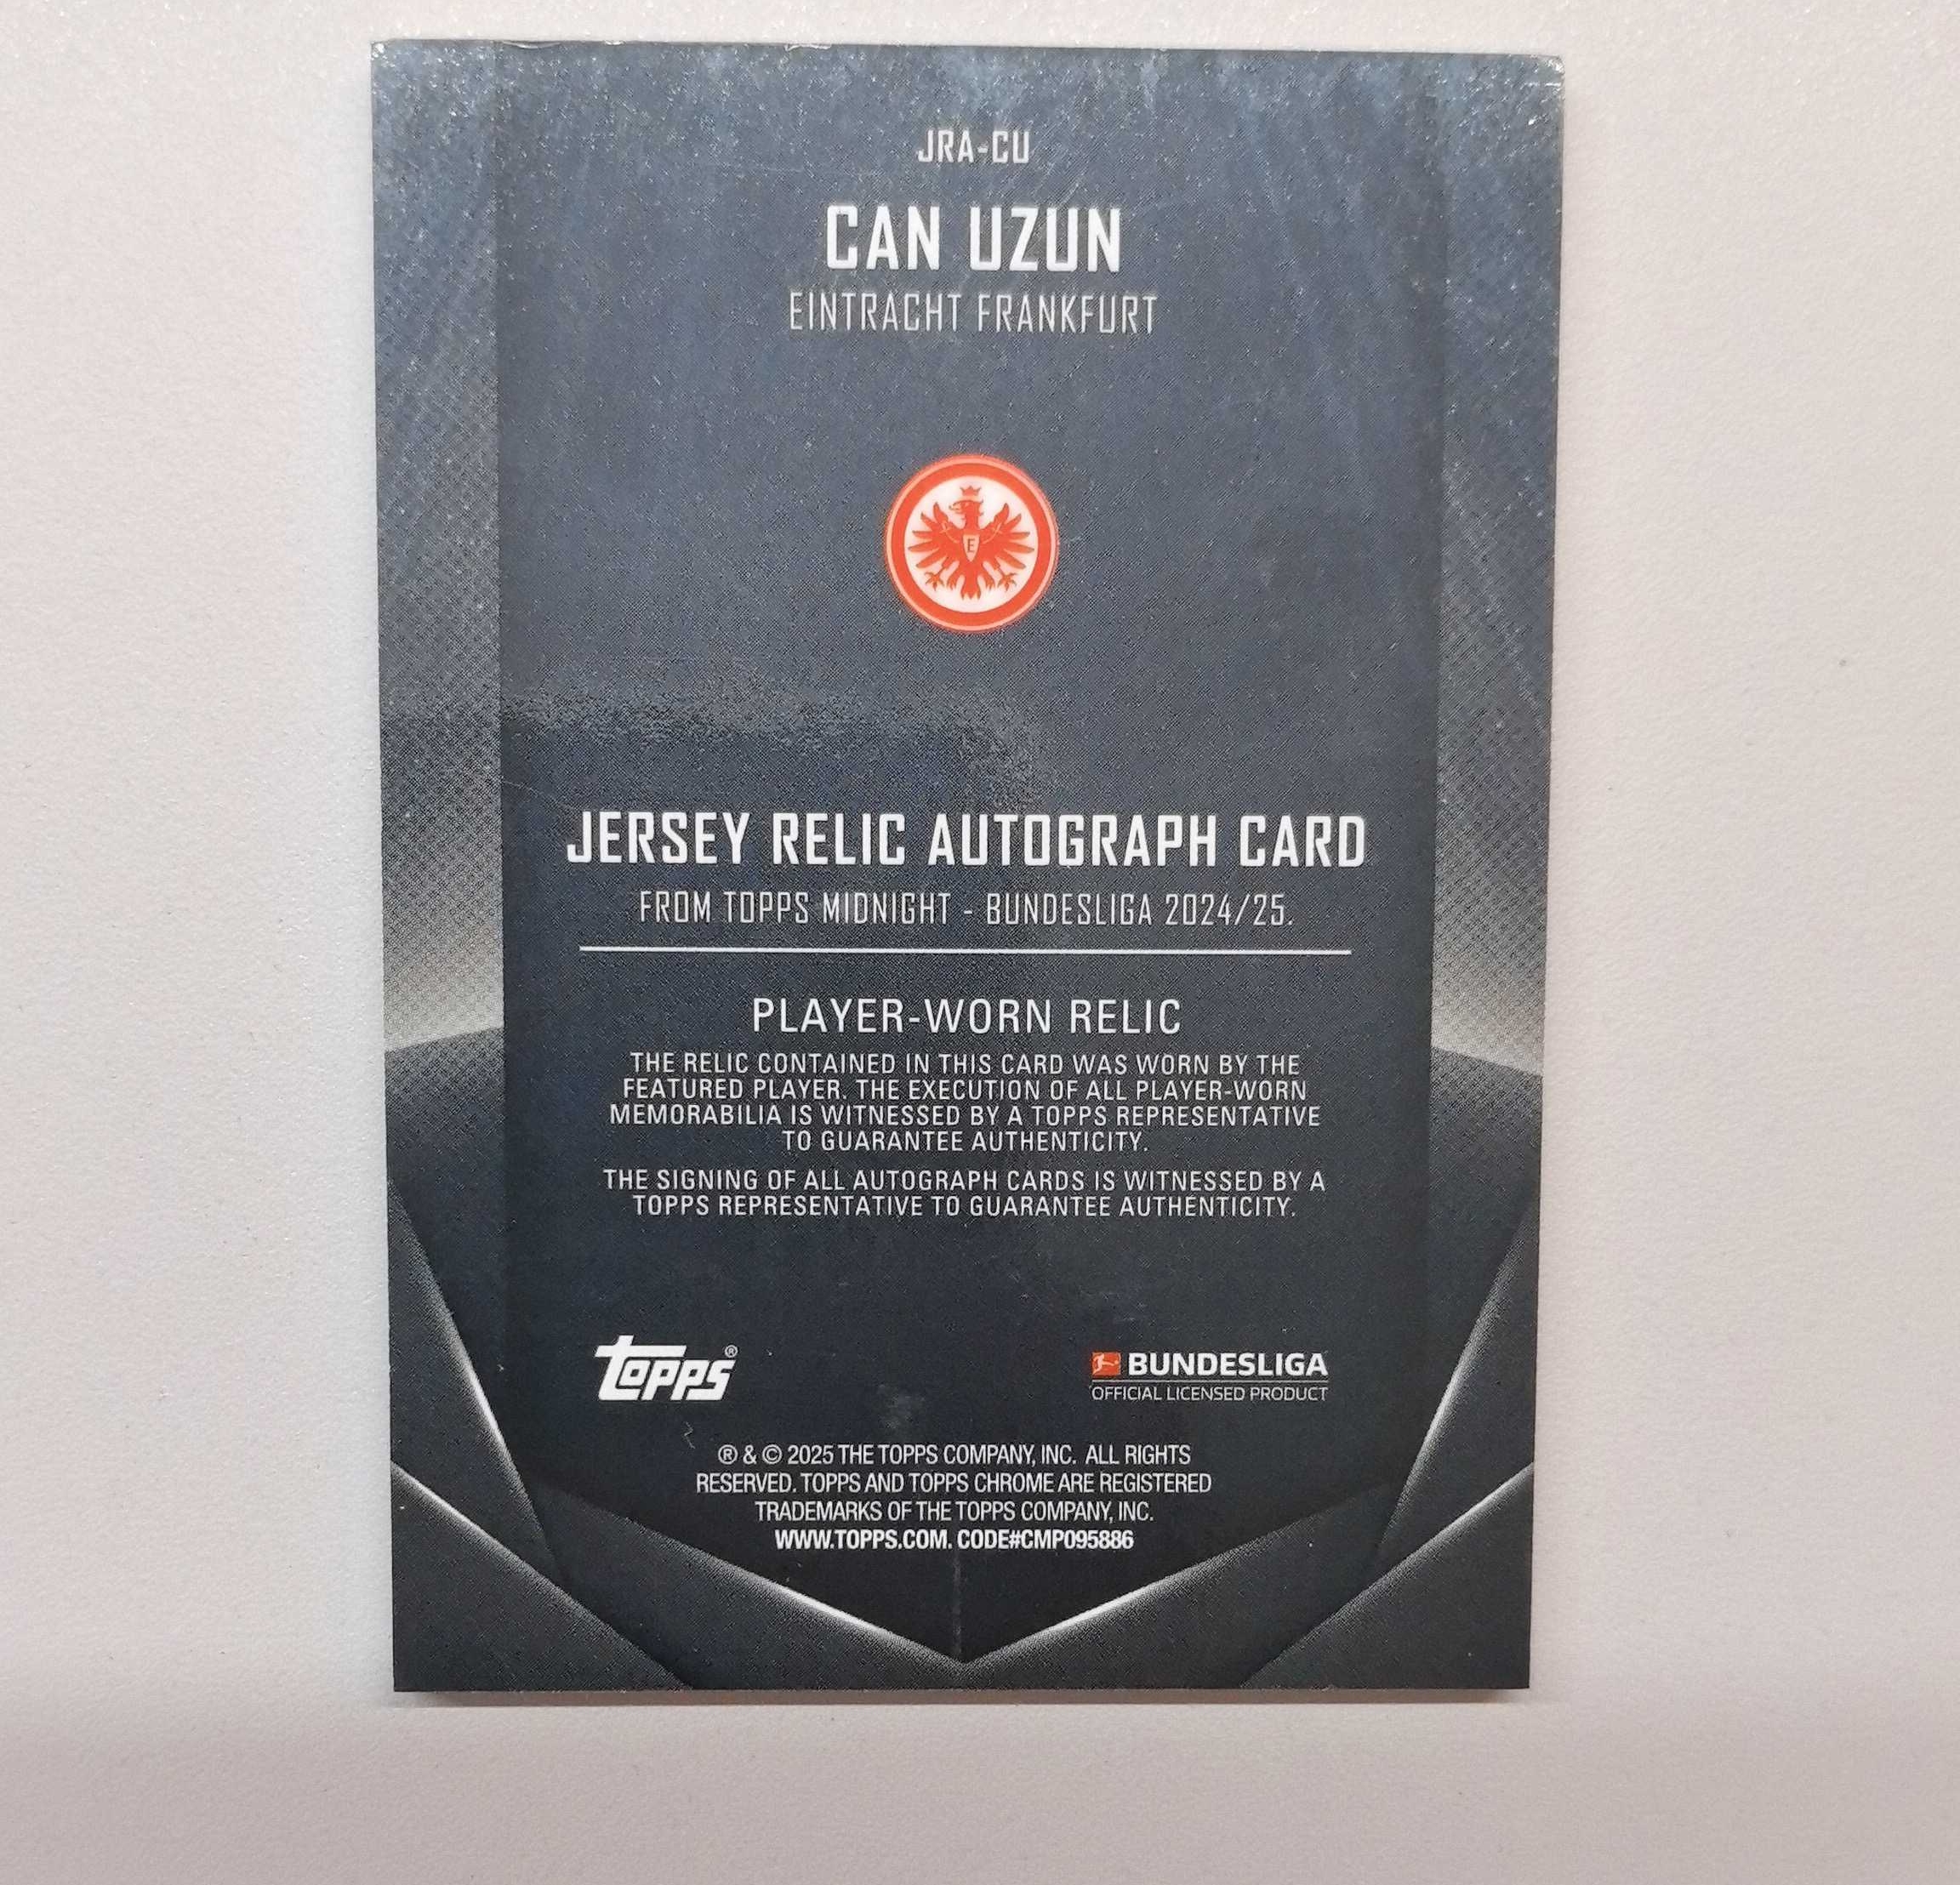 JRA-CU
CAN UZUN
EINTRACHT FRANKFURT
E
JERSEY RELIC AUTOGRAPH CARD
FROM TOPPS MIDNIGHT - BUNDESLIGA 2024/25.
PLAYER-WORN RELIC
THE RELIC CONTAINED IN THIS CARD WAS WORN BY THE
FEATURED PLAYER. THE EXECUTION OF ALL PLAYER-WORN
MEMORABILIA IS WITNESSED BY A TOPPS REPRESENTATIVE
TO GUARANTEE AUTHENTICITY.
THE SIGNING OF ALL AUTOGRAPH CARDS IS WITNESSED BY A
TOPPS REPRESENTATIVE TO GUARANTEE AUTHENTICITY.
topps®
BUNDESLIGA
OFFICIAL LICENSED PRODUCT
® & © 2025 THE TOPPS COMPANY, INC. ALL RIGHTS
RESERVED. TOPPS AND TOPPS CHROME ARE REGISTERED
TRADEMARKS OF THE TOPPS COMPANY, INC.
WWW.TOPPS.COM. CODE#CMP095886